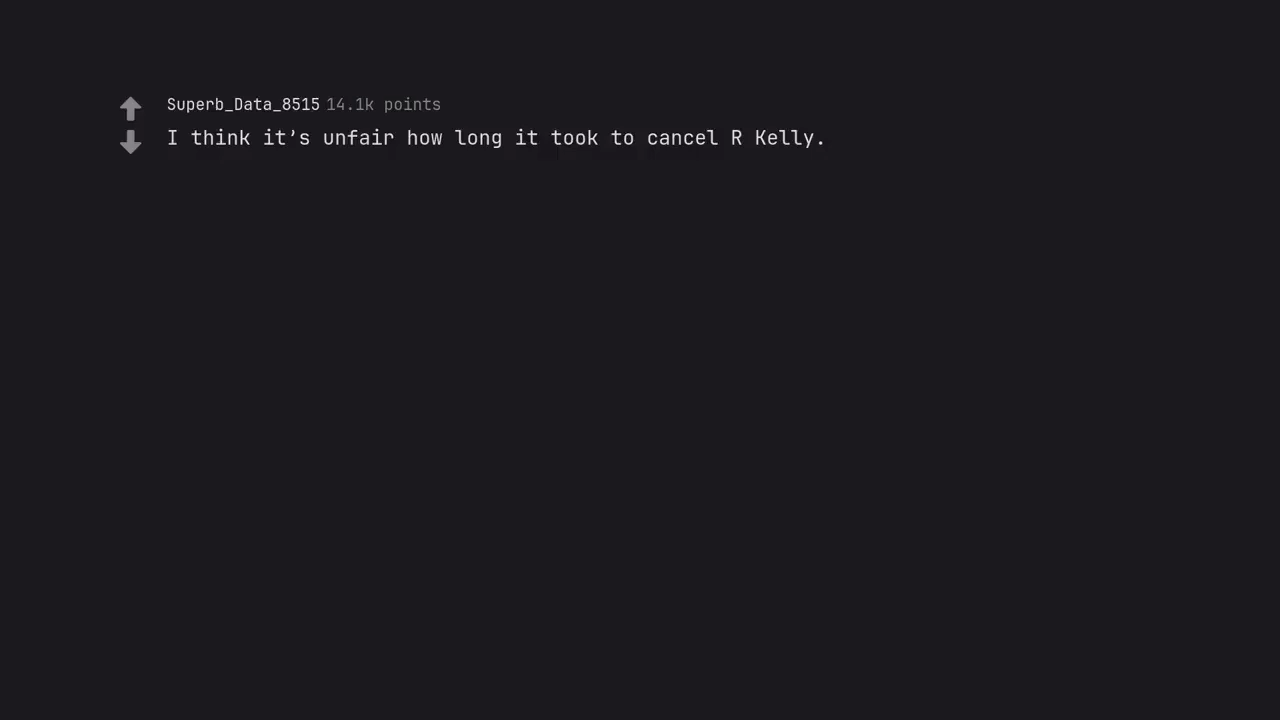 Superb_Data_8515 14.1k points
I think it’s unfair how long it took to cancel R Kelly.